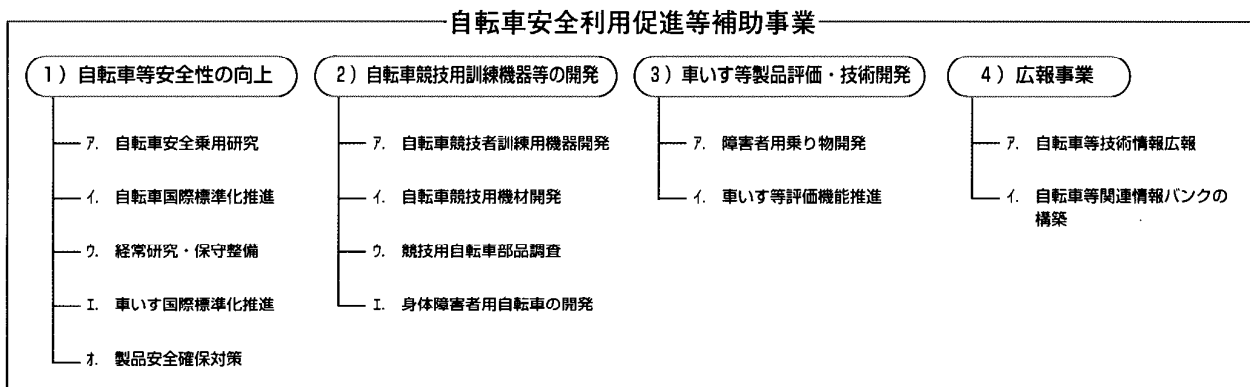 自転車安全利用促進等補助事業
1)自転車等安全性の向上
ア. 自転車安全乗用研究
イ. 自転車国際標準化推進
ウ. 経常研究・保守整備
エ. 車いす国際標準化推進
オ. 製品安全確保対策
2)自転車競技用訓練機器等の開発
ア. 自転車競技者訓練用機器開発
イ. 自転車競技用機材開発
ウ. 競技用自転車部品調査
エ. 身体障害者用自転車の開発
3)車いす等製品評価・技術開発
ア. 障害者用乗り物開発
イ. 車いす等評価機能推進
4)広報事業
ア. 自転車等技術情報広報
イ. 自転車等関連情報バンクの
構築